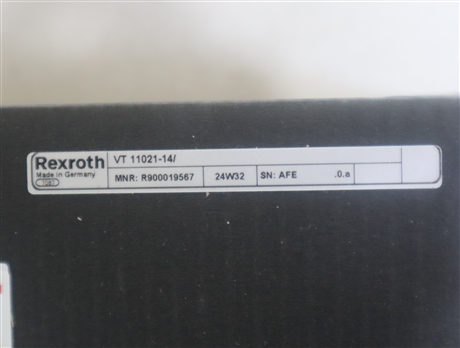 Rexroth
Made in Germany
VT 11021-14/
MNR: R900019567
24W32
SN: AFE .0.a